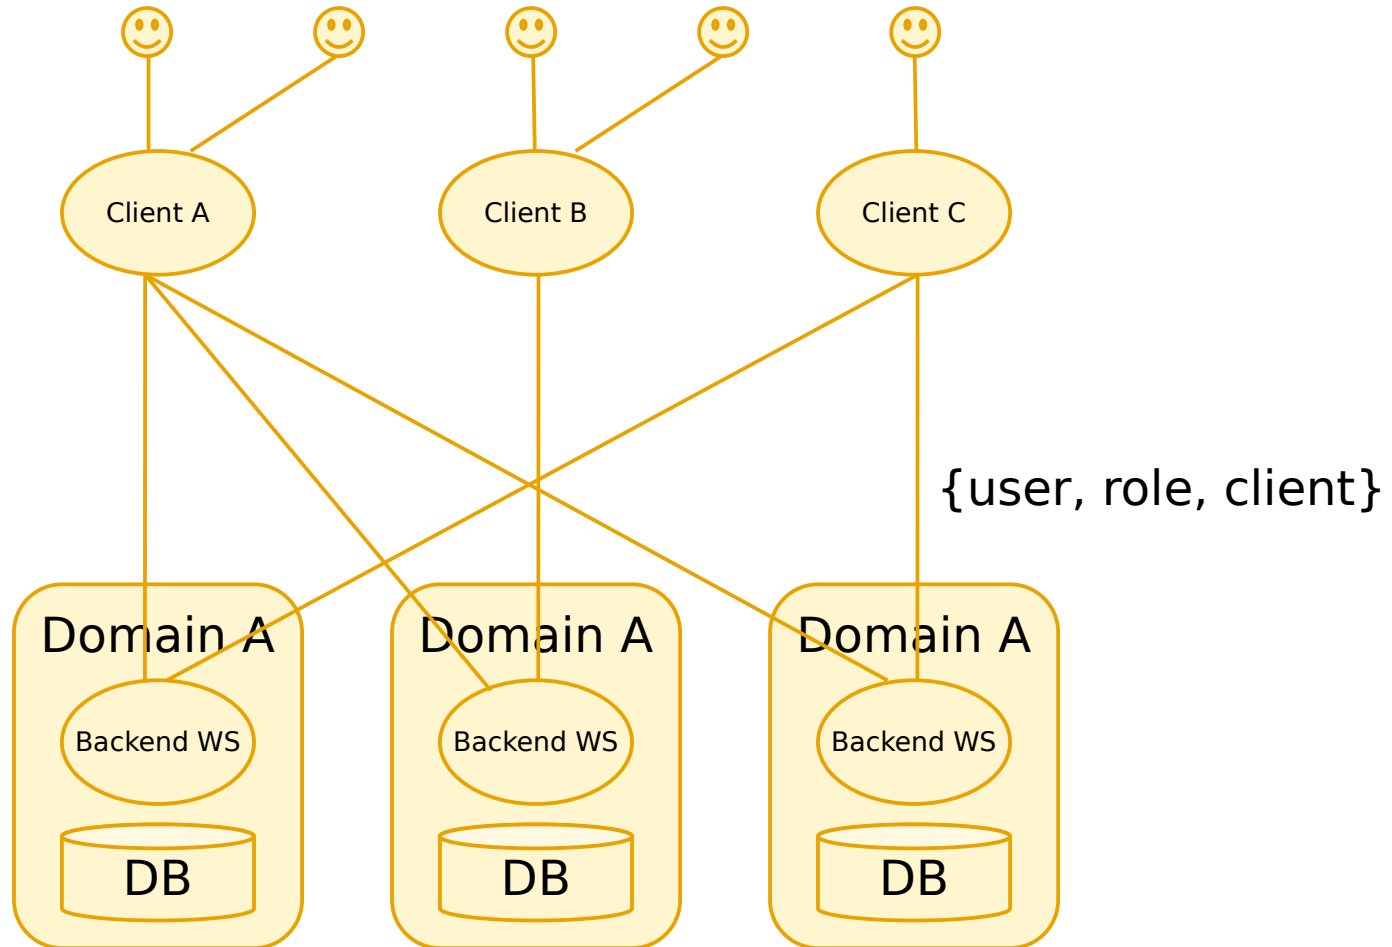 Client A
Client B
Client C
{user, role, client}
Domain A
Domain A
Domain A
Backend WS
Backend WS
Backend WS
DB
DB
DB